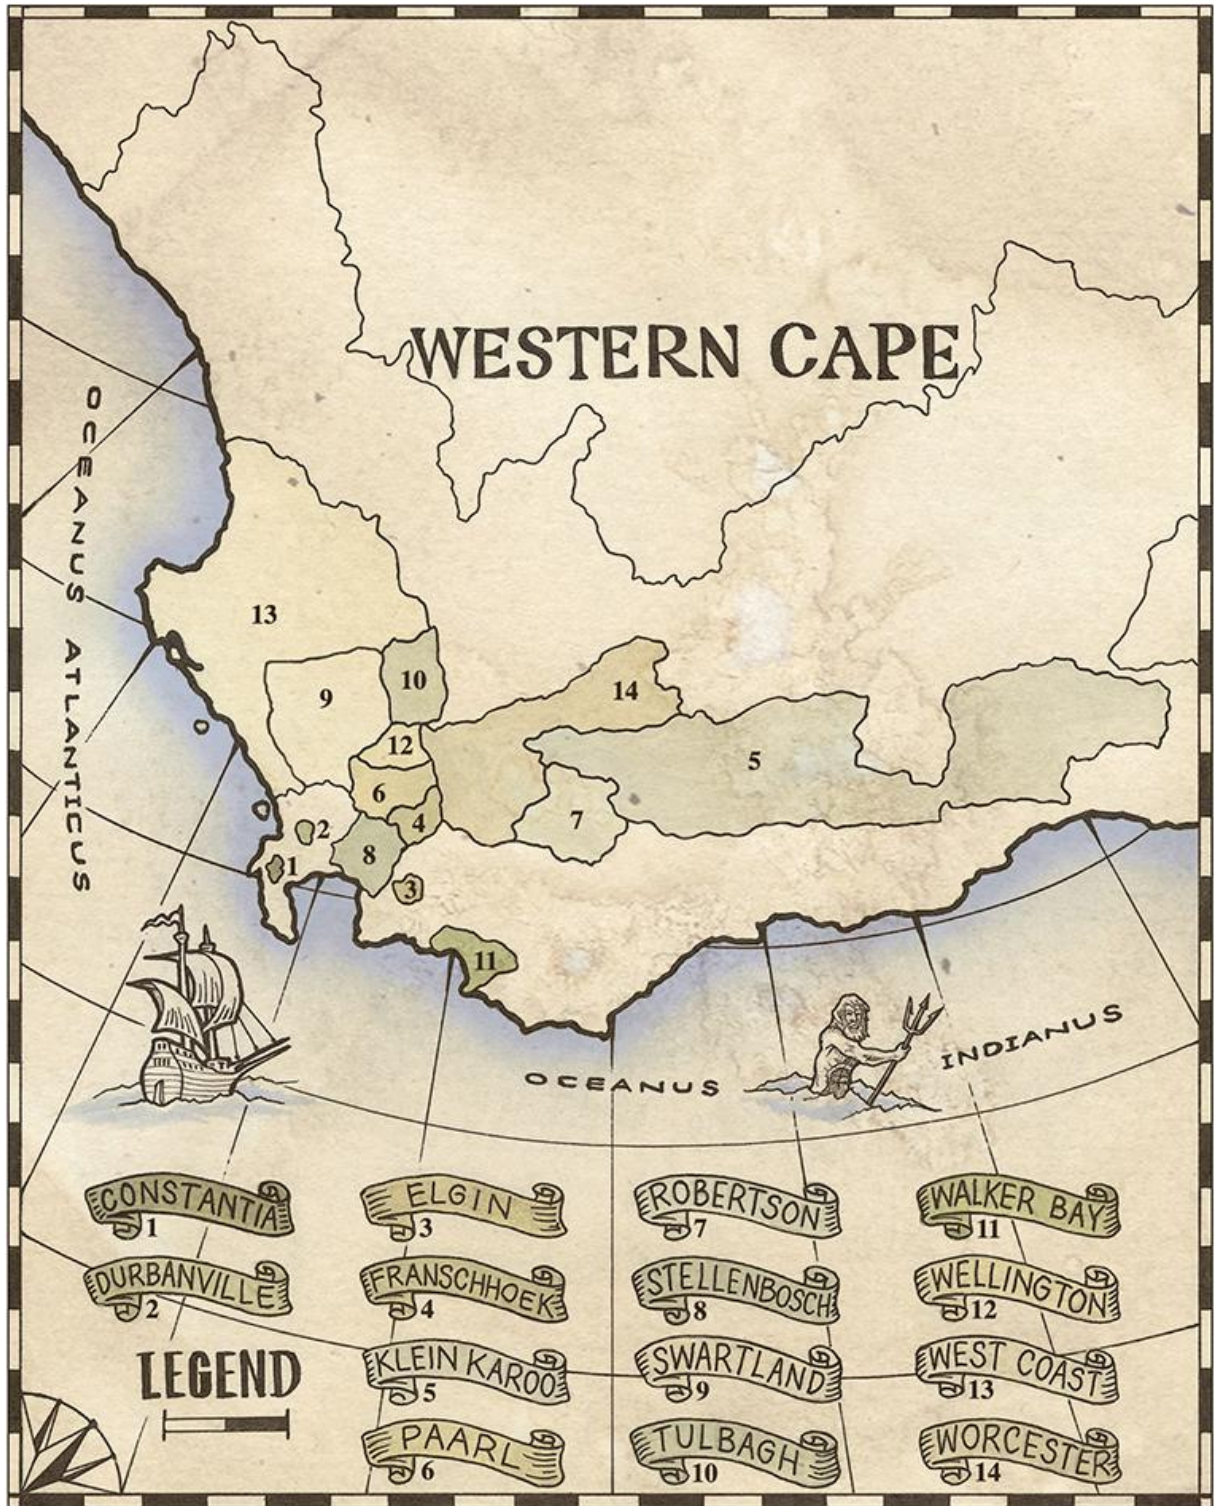 WESTERN CAPE
OCEANUS ATLANTICUS
13
9
10
14
12
5
6
4
7
2
8
1
3
11
OCEANUS INDIANUS
CONSTANTIA
1
ELGIN
3
ROBERTSON
7
WALKER BAY
11
DURBANVILLE
2
FRANSCHHOEK
4
STELLENBOSCH
8
WELLINGTON
12
LEGEND
KLEIN KAROO
5
SWARTLAND
9
WEST COAST
13
PAARL
6
TULBAGH
10
WORCESTER
14